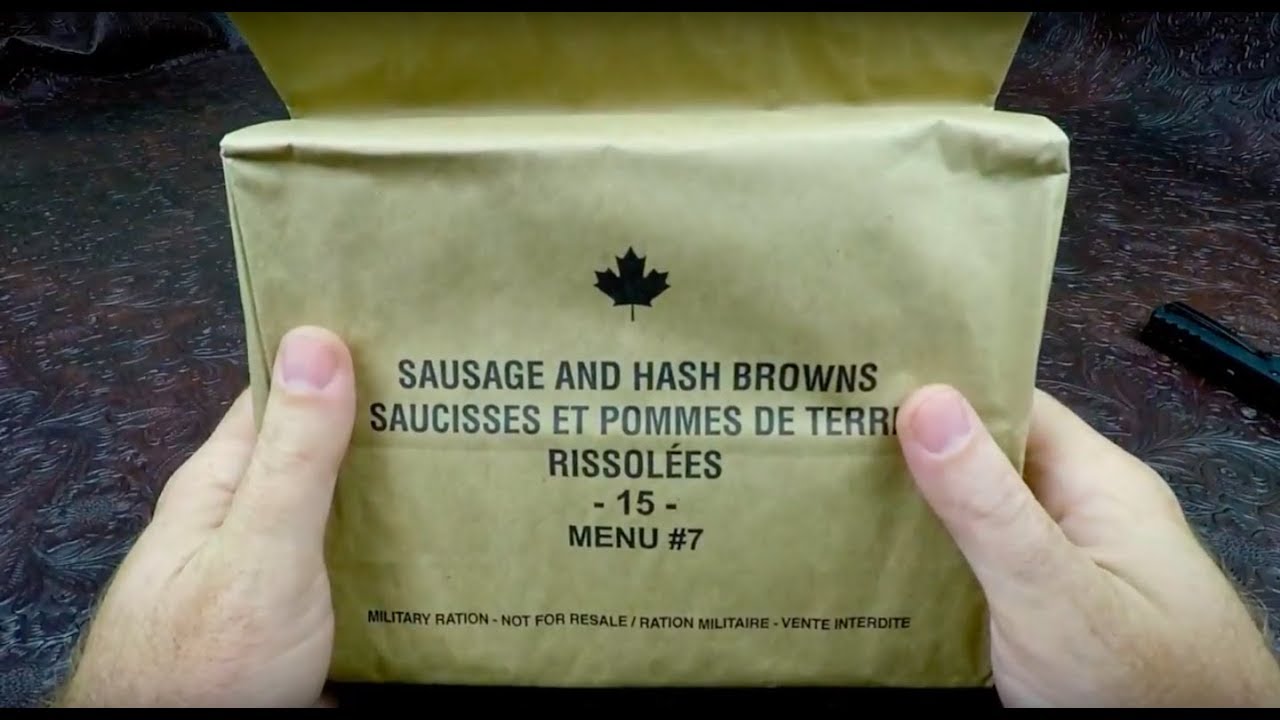 SAUSAGE AND HASH BROWNS
SAUCISSES ET POMMES DE TERR
RISSOLÉES
- 15 -
MENU #7
MILITARY RATION - NOT FOR RESALE / RATION MILITAIRE - VENTE INTERDITE